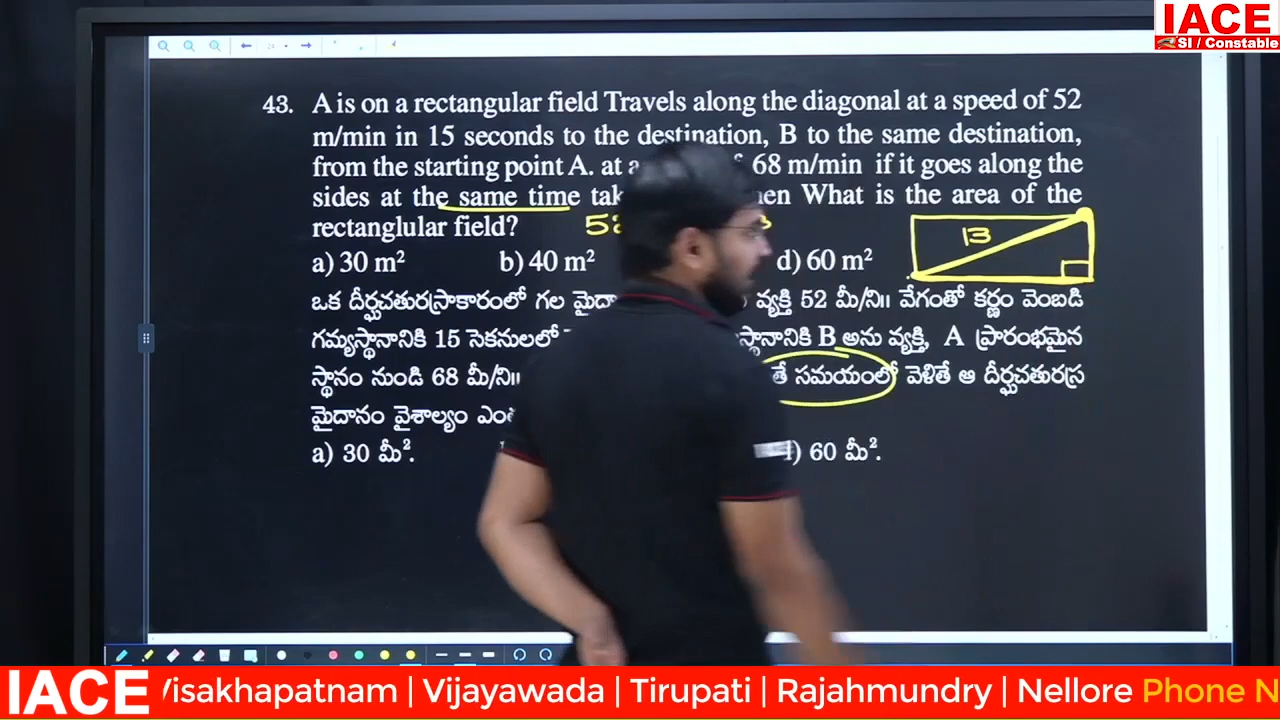 IACE
SI / Constable
43. A is on a rectangular field Travels along the diagonal at a speed of 52
m/min in 15 seconds to the destination, B to the same destination,
from the starting point A. at a 68 m/min if it goes along the
sides at the same time What is the area of the
rectanglular field?
13
a) 30 m² b) 40 m² d) 60 m²
ఒక దీర్ఘచతురస్రాకారంలో గల వ్యక్తి 52 మీ/ని॥ వేగంతో కర్ణం వెంబడి
గమ్యస్థానానికి 15 సెకనులలో B అను వ్యక్తి, A ప్రారంభమైన
స్థానం నుండి 68 మీ/ని॥ సమయంలో వెళితే ఆ దీర్ఘచతురస్ర
మైదానం వైశాల్యం
a) 30 మీ². 60 మీ².
IACE Visakhapatnam | Vijayawada | Tirupati | Rajahmundry | Nellore Phone